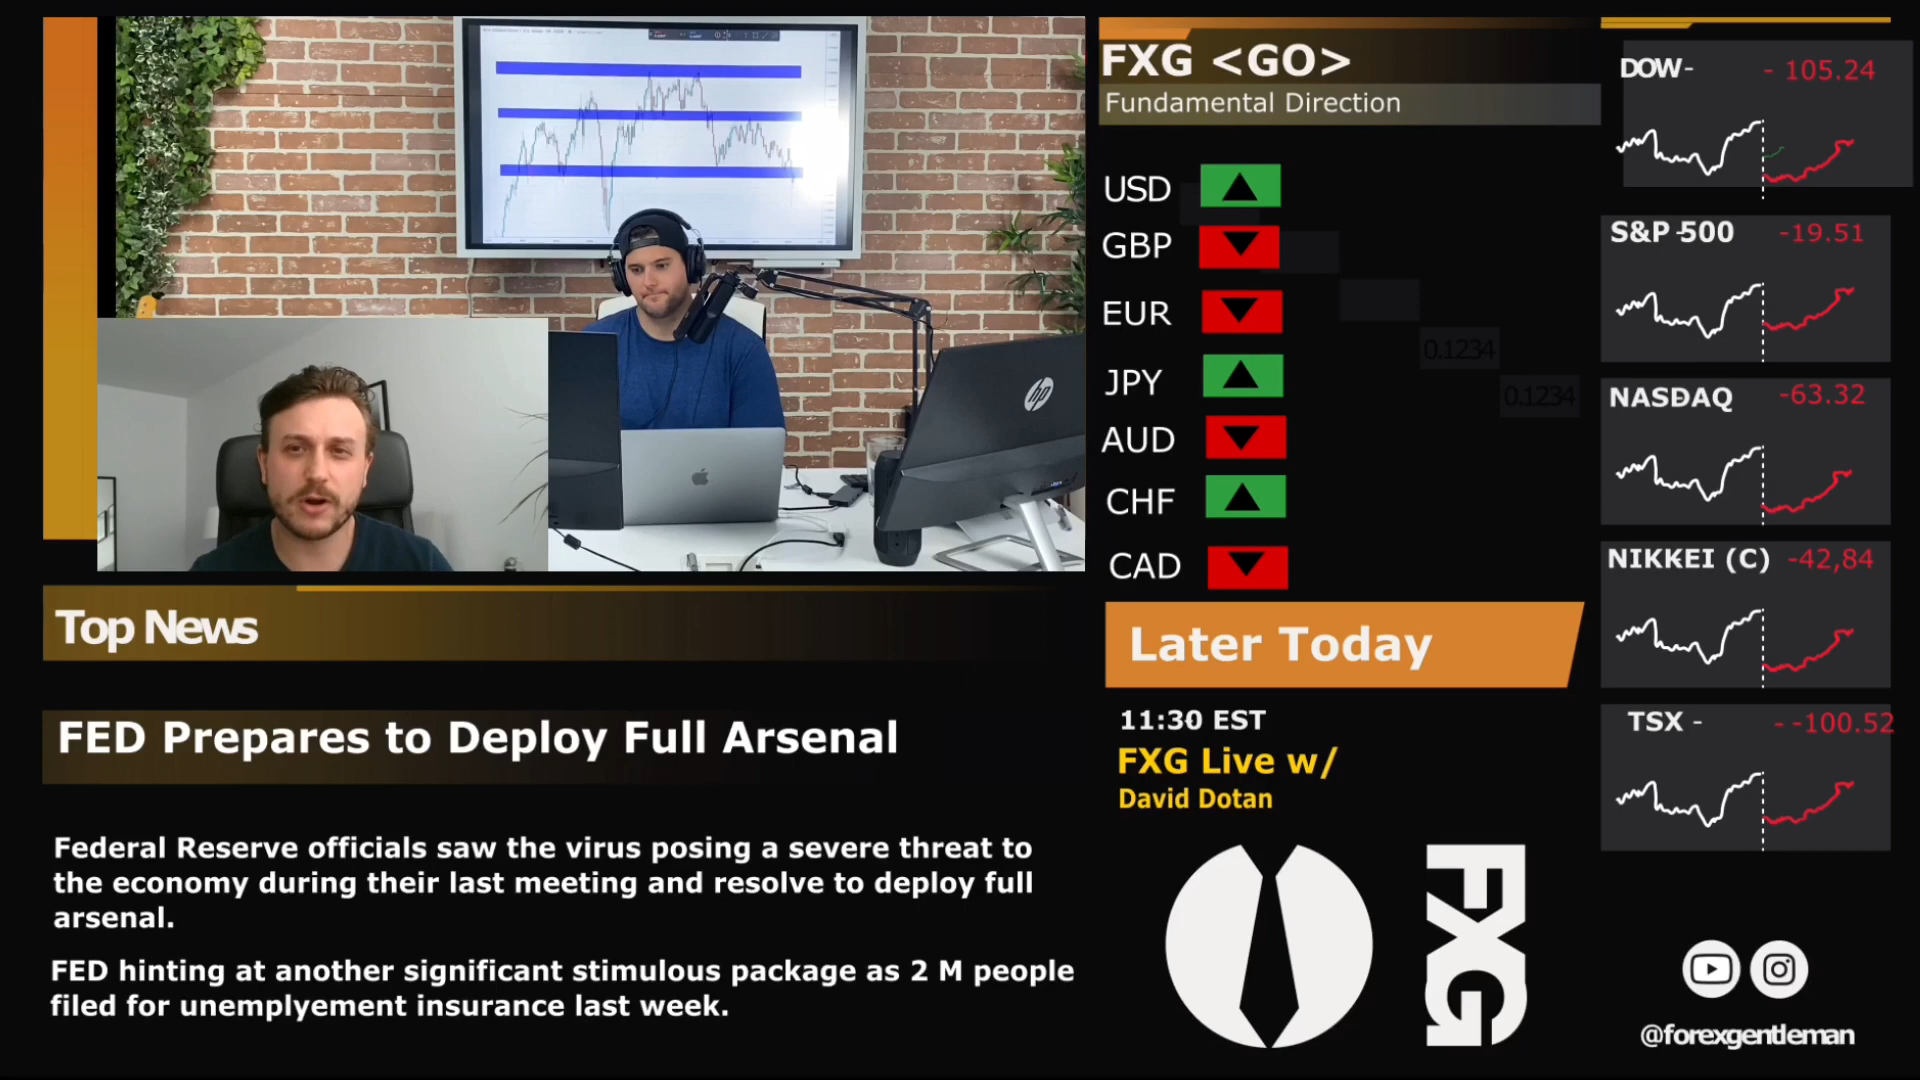 FXG <GO>
Fundamental Direction
USD
GBP
EUR
JPY
AUD
CHF
CAD
0.1234
0.1234
Later Today
11:30 EST
FXG Live w/
David Dotan
FXG
DOW-
- 105.24
S&P 500
-19.51
NASDAQ
-63.32
NIKKEI (C)
-42,84
TSX -
- -100.52
@forexgentleman
hp
Top News
FED Prepares to Deploy Full Arsenal
Federal Reserve officials saw the virus posing a severe threat to
the economy during their last meeting and resolve to deploy full
arsenal.
FED hinting at another significant stimulous package as 2 M people
filed for unemplyement insurance last week.